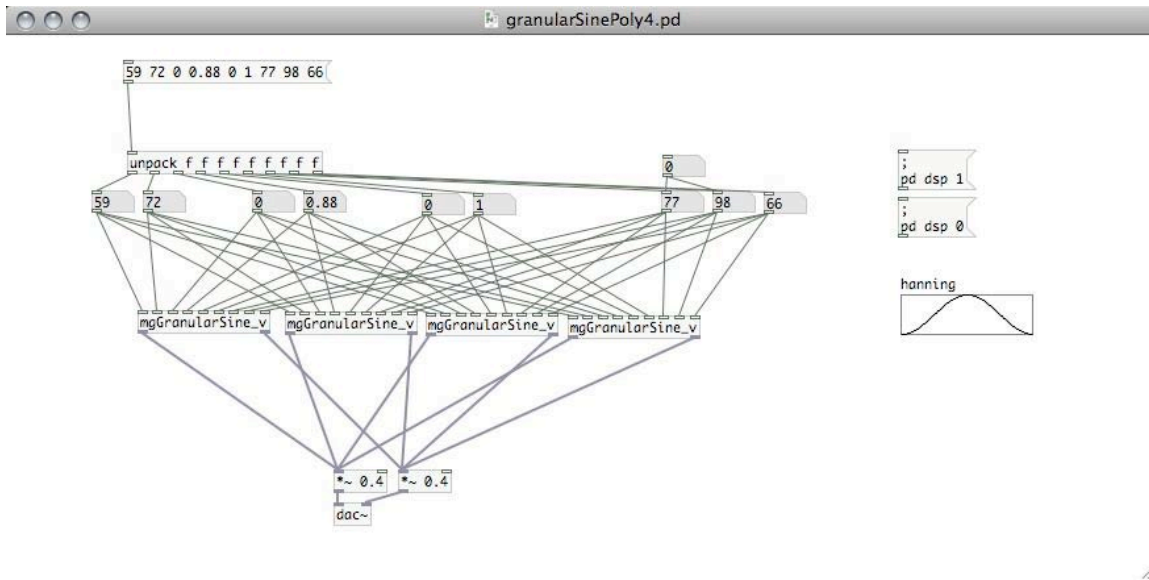 granularSinePoly4.pd
59 72 0 0.88 0 1 77 98 66
unpack f f f f f f f f f
0
59
72
0
0.88
0
1
77
98
66
;
pd dsp 1
;
pd dsp 0
hanning
mgGranularSine_v
mgGranularSine_v
mgGranularSine_v
mgGranularSine_v
*~ 0.4
*~ 0.4
dac~